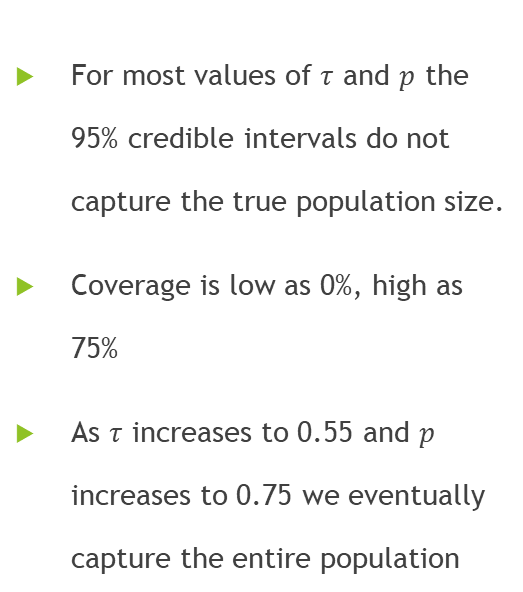 For most values of 𝜏 and 𝑝 the
95% credible intervals do not
capture the true population size.
Coverage is low as 0%, high as
75%
As 𝜏 increases to 0.55 and 𝑝
increases to 0.75 we eventually
capture the entire population